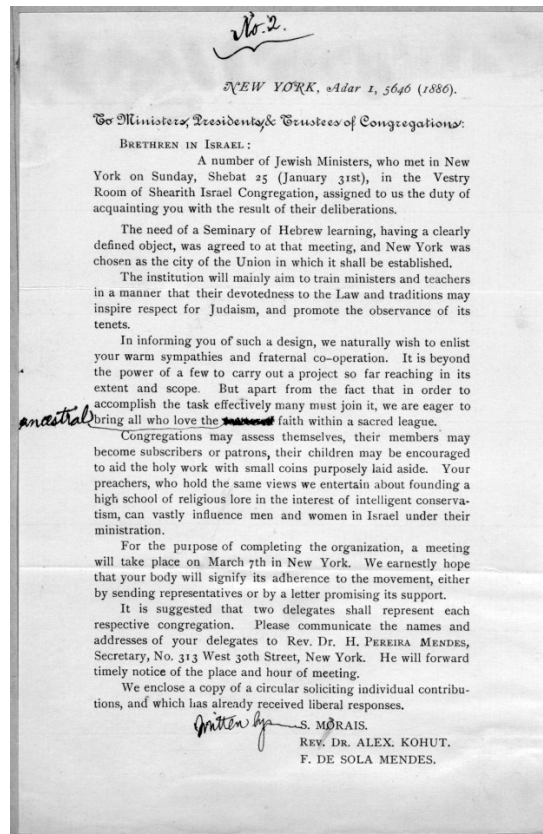 No. 2.
NEW YORK, Adar 1, 5646 (1886).
To Ministers, Presidents, & Trustees of Congregations:
BRETHREN IN ISRAEL :
A number of Jewish Ministers, who met in New
York on Sunday, Shebat 25 (January 31st), in the Vestry
Room of Shearith Israel Congregation, assigned to us the duty of
acquainting you with the result of their deliberations.
The need of a Seminary of Hebrew learning, having a clearly
defined object, was agreed to at that meeting, and New York was
chosen as the city of the Union in which it shall be established.
The institution will mainly aim to train ministers and teachers
in a manner that their devotedness to the Law and traditions may
inspire respect for Judaism, and promote the observance of its
tenets.
In informing you of such a design, we naturally wish to enlist
your warm sympathies and fraternal co-operation. It is beyond
the power of a few to carry out a project so far reaching in its
extent and scope. But apart from the fact that in order to
accomplish the task effectively many must join it, we are eager to
ancestral bring all who love the faith within a sacred league.
Congregations may assess themselves, their members may
become subscribers or patrons, their children may be encouraged
to aid the holy work with small coins purposely laid aside. Your
preachers, who hold the same views we entertain about founding a
high school of religious lore in the interest of intelligent conserva-
tism, can vastly influence men and women in Israel under their
ministration.
For the purpose of completing the organization, a meeting
will take place on March 7th in New York. We earnestly hope
that your body will signify its adherence to the movement, either
by sending representatives or by a letter promising its support.
It is suggested that two delegates shall represent each
respective congregation. Please communicate the names and
addresses of your delegates to Rev. Dr. H. PEREIRA MENDES,
Secretary, No. 313 West 30th Street, New York. He will forward
timely notice of the place and hour of meeting.
We enclose a copy of a circular soliciting individual contribu-
tions, and which has already received liberal responses.
written by S. MORAIS.
REV. DR. ALEX. KOHUT.
F. DE SOLA MENDES.